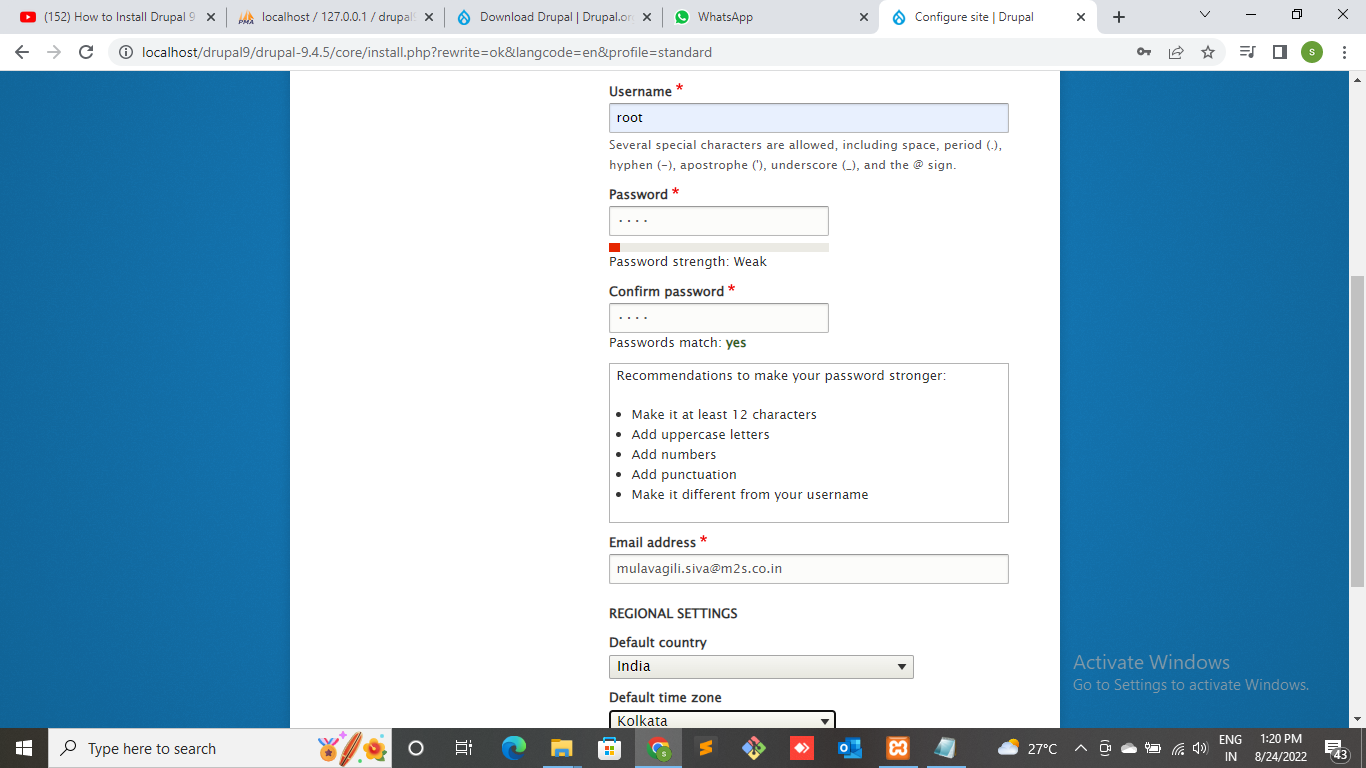 (152) How to Install Drupal 9
localhost / 127.0.0.1 / drupal9
Download Drupal | Drupal.or
WhatsApp
Configure site | Drupal
localhost/drupal9/drupal-9.4.5/core/install.php?rewrite=ok&langcode=en&profile=standard
s
Username *
root
Several special characters are allowed, including space, period (.),
hyphen (-), apostrophe ('), underscore (_), and the @ sign.
Password *
····
Password strength: Weak
Confirm password *
····
Passwords match: yes
Recommendations to make your password stronger:
• Make it at least 12 characters
• Add uppercase letters
• Add numbers
• Add punctuation
• Make it different from your username
Email address *
mulavagili.siva@m2s.co.in
REGIONAL SETTINGS
Default country
India
Default time zone
Kolkata
Activate Windows
Go to Settings to activate Windows.
Type here to search
27°C
ENG
IN
1:20 PM
8/24/2022
43